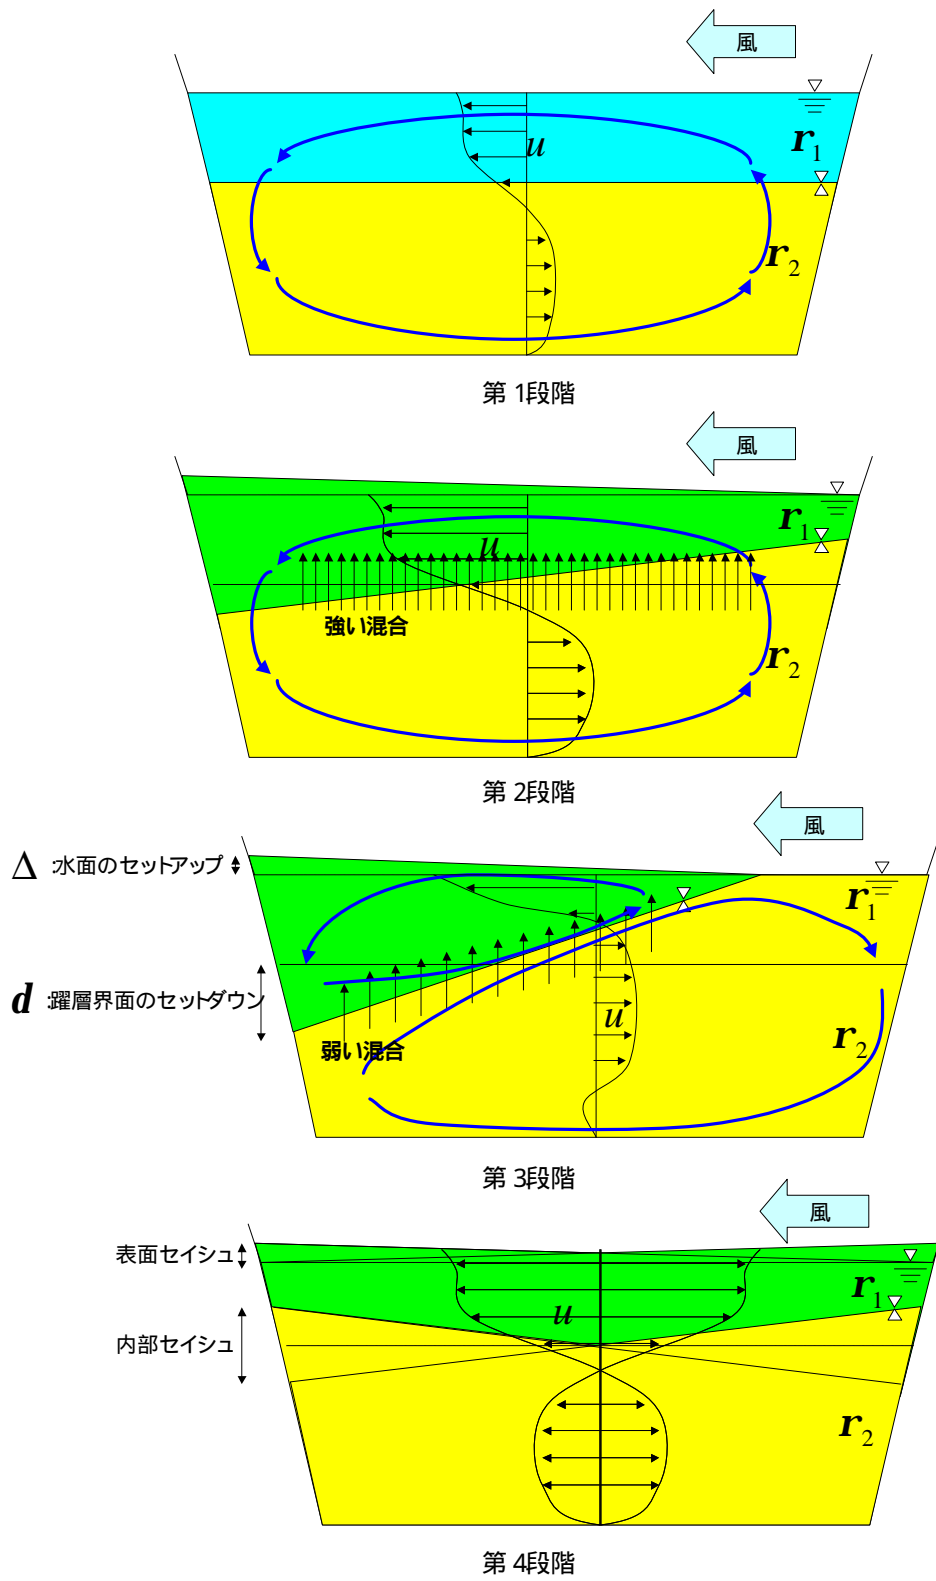 風
r1
u
r2
第 1段階
風
r1
u
強い混合
r2
第 2段階
風
Δ :水面のセットアップ
r1
d :躍層界面のセットダウン
u
r2
弱い混合
第 3段階
風
表面セイシュ
r1
u
内部セイシュ
r2
第 4段階